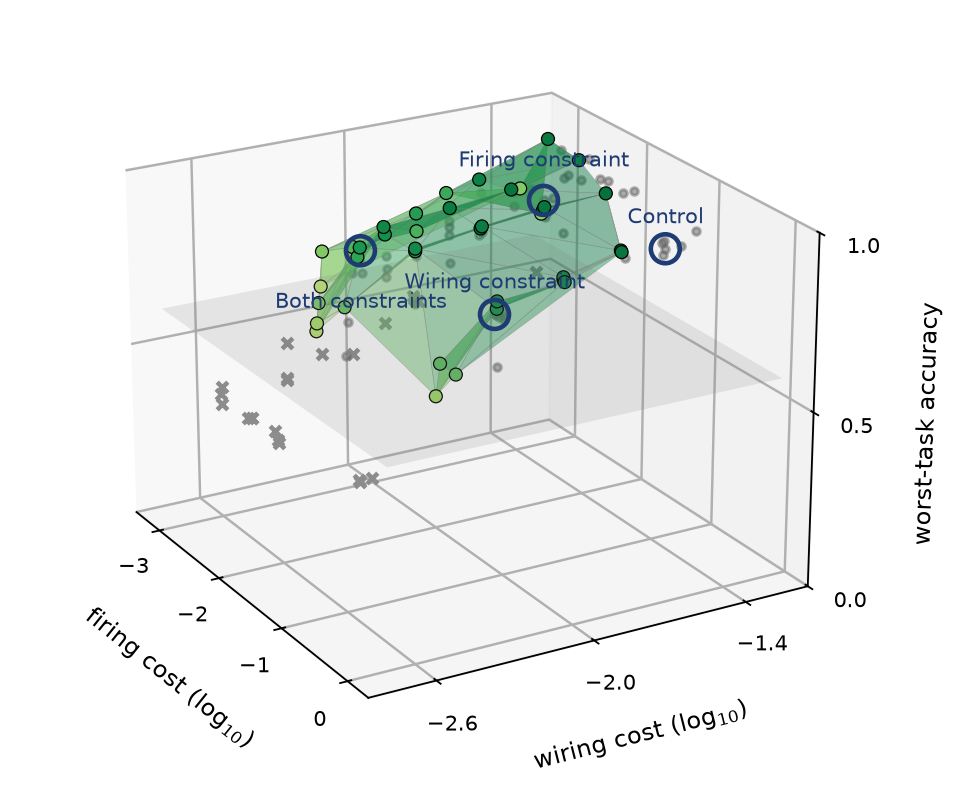 Firing constraint
Control
Wiring constraint
Both constraints
1.0
0.5
0.0
worst-task accuracy
−3
−2
−1
0
firing cost (log₁₀)
−2.6
−2.0
−1.4
wiring cost (log₁₀)